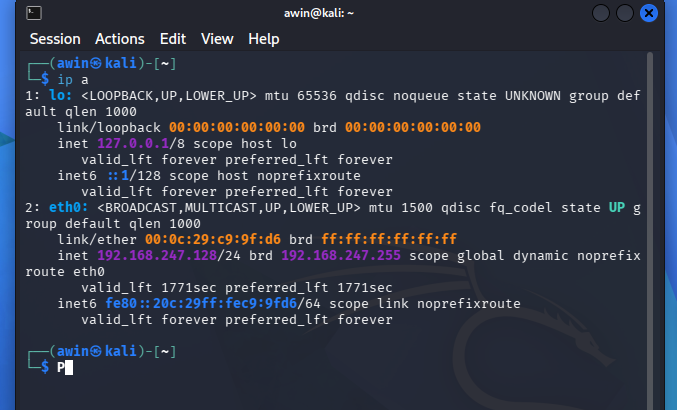 awin@kali: ~
Session Actions Edit View Help
┌──(awin㉿kali)-[~]
└─$ ip a
1: lo: <LOOPBACK,UP,LOWER_UP> mtu 65536 qdisc noqueue state UNKNOWN group def
ault qlen 1000
    link/loopback 00:00:00:00:00:00 brd 00:00:00:00:00:00
    inet 127.0.0.1/8 scope host lo
       valid_lft forever preferred_lft forever
    inet6 ::1/128 scope host noprefixroute
       valid_lft forever preferred_lft forever
2: eth0: <BROADCAST,MULTICAST,UP,LOWER_UP> mtu 1500 qdisc fq_codel state UP g
roup default qlen 1000
    link/ether 00:0c:29:c9:9f:d6 brd ff:ff:ff:ff:ff:ff
    inet 192.168.247.128/24 brd 192.168.247.255 scope global dynamic noprefix
route eth0
       valid_lft 1771sec preferred_lft 1771sec
    inet6 fe80::20c:29ff:fec9:9fd6/64 scope link noprefixroute
       valid_lft forever preferred_lft forever
┌──(awin㉿kali)-[~]
└─$ P